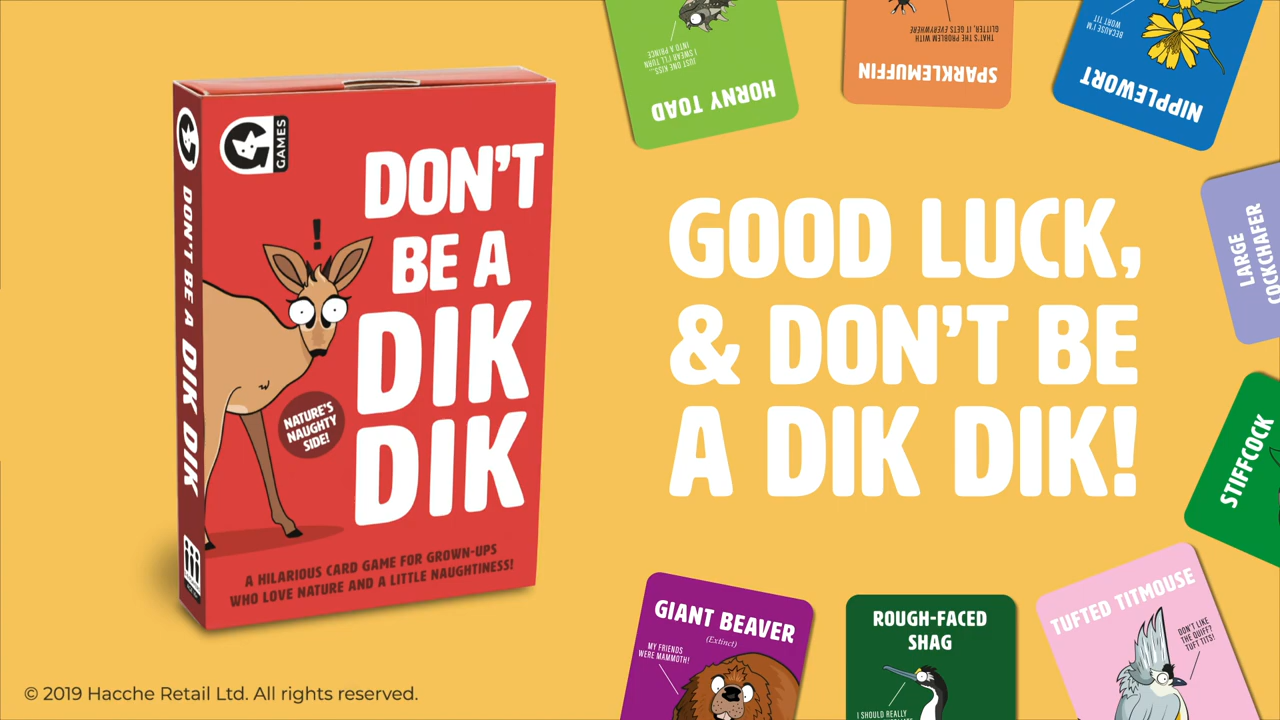 GAMES
DON'T
BE A
DIK
DIK
!
NATURE'S
NAUGHTY
SIDE!
A HILARIOUS CARD GAME FOR GROWN-UPS
WHO LOVE NATURE AND A LITTLE NAUGHTINESS!
DON'T BE A DIK DIK
GOOD LUCK,
& DON'T BE
A DIK DIK!
HORNY TOAD
JUST ONE KISS...
I SWEAR I'LL TURN
INTO A PRINCE
SPARKLEMUFFIN
THAT'S THE PROBLEM WITH
GLITTER, IT GETS EVERYWHERE
NIPPLEWORT
BECAUSE I'M
WORT IT
LARGE
COCKCHAFER
STIFFCOCK
GIANT BEAVER
(Extinct)
MY FRIENDS
WERE MAMMOTH!
ROUGH-FACED
SHAG
I SHOULD REALLY
TUFTED TITMOUSE
DON'T LIKE
THE QUIFF?
TUFT TITS!
© 2019 Hacche Retail Ltd. All rights reserved.